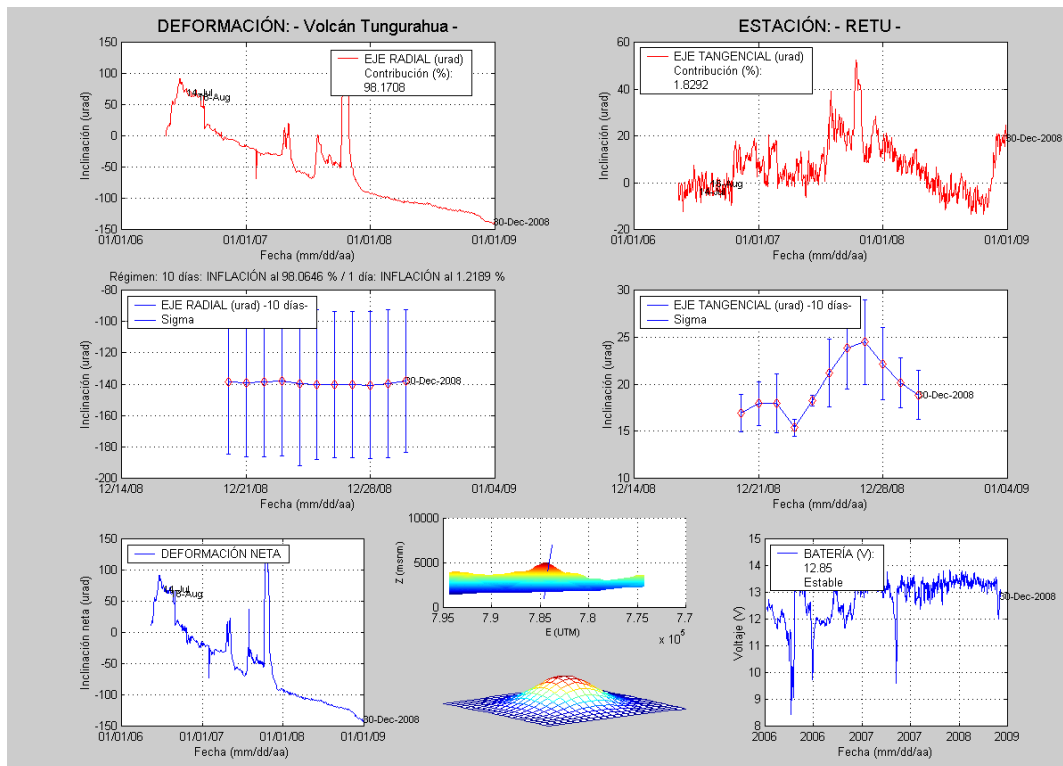 DEFORMACIÓN: - Volcán Tungurahua -
150
100
50
0
-50
-100
-150
Inclinación (urad)
EJE RADIAL (urad)
Contribución (%):
98.1708
14-Jul
16-Aug
30-Dec-2008
01/01/06
01/01/07
01/01/08
01/01/09
Fecha (mm/dd/aa)
ESTACIÓN: - RETU -
60
40
20
0
-20
Inclinación (urad)
EJE TANGENCIAL (urad)
Contribución (%):
1.8292
16-Aug
14-Jul
30-Dec-2008
01/01/06
01/01/07
01/01/08
01/01/09
Fecha (mm/dd/aa)
Régimen: 10 días: INFLACIÓN al 98.0646 % / 1 día: INFLACIÓN al 1.2189 %
-80
-100
-120
-140
-160
-180
-200
Inclinación (urad)
EJE RADIAL (urad) -10 días-
Sigma
30-Dec-2008
12/14/08
12/21/08
12/28/08
01/04/09
Fecha (mm/dd/aa)
30
25
20
15
10
Inclinación (urad)
EJE TANGENCIAL (urad) -10 días-
Sigma
30-Dec-2008
12/14/08
12/21/08
12/28/08
01/04/09
Fecha (mm/dd/aa)
150
100
50
0
-50
-100
-150
Inclinación neta (urad)
DEFORMACIÓN NETA
14-Jul
16-Aug
30-Dec-2008
01/01/06
01/01/07
01/01/08
01/01/09
Fecha (mm/dd/aa)
10000
5000
0
Z (msnm)
7.95
7.9
7.85
7.8
7.75
7.7
E (UTM)
x 10^5
15
14
13
12
11
10
9
8
Voltaje (V)
BATERÍA (V):
12.85
Estable
30-Dec-2008
2006
2006
2007
2007
2008
2009
Fecha (mm/dd/aa)